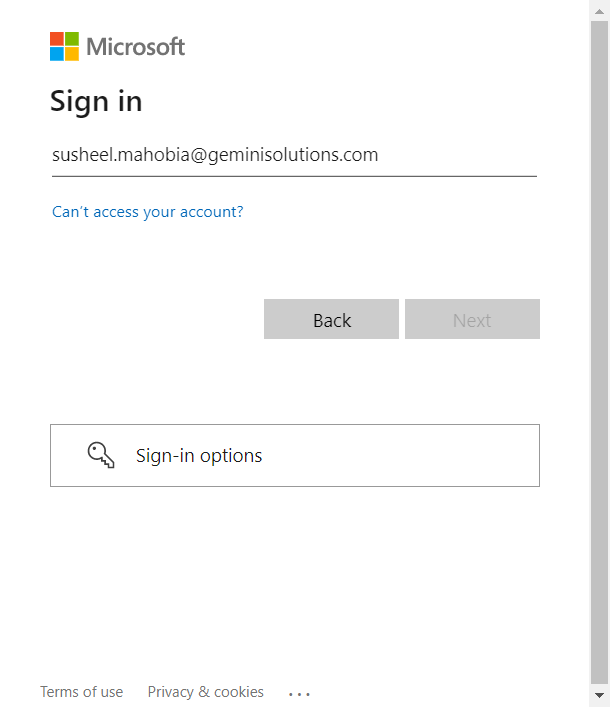 Microsoft
Sign in
susheel.mahobia@geminisolutions.com
Can't access your account?
Back Next
Sign-in options
Terms of use Privacy & cookies ...